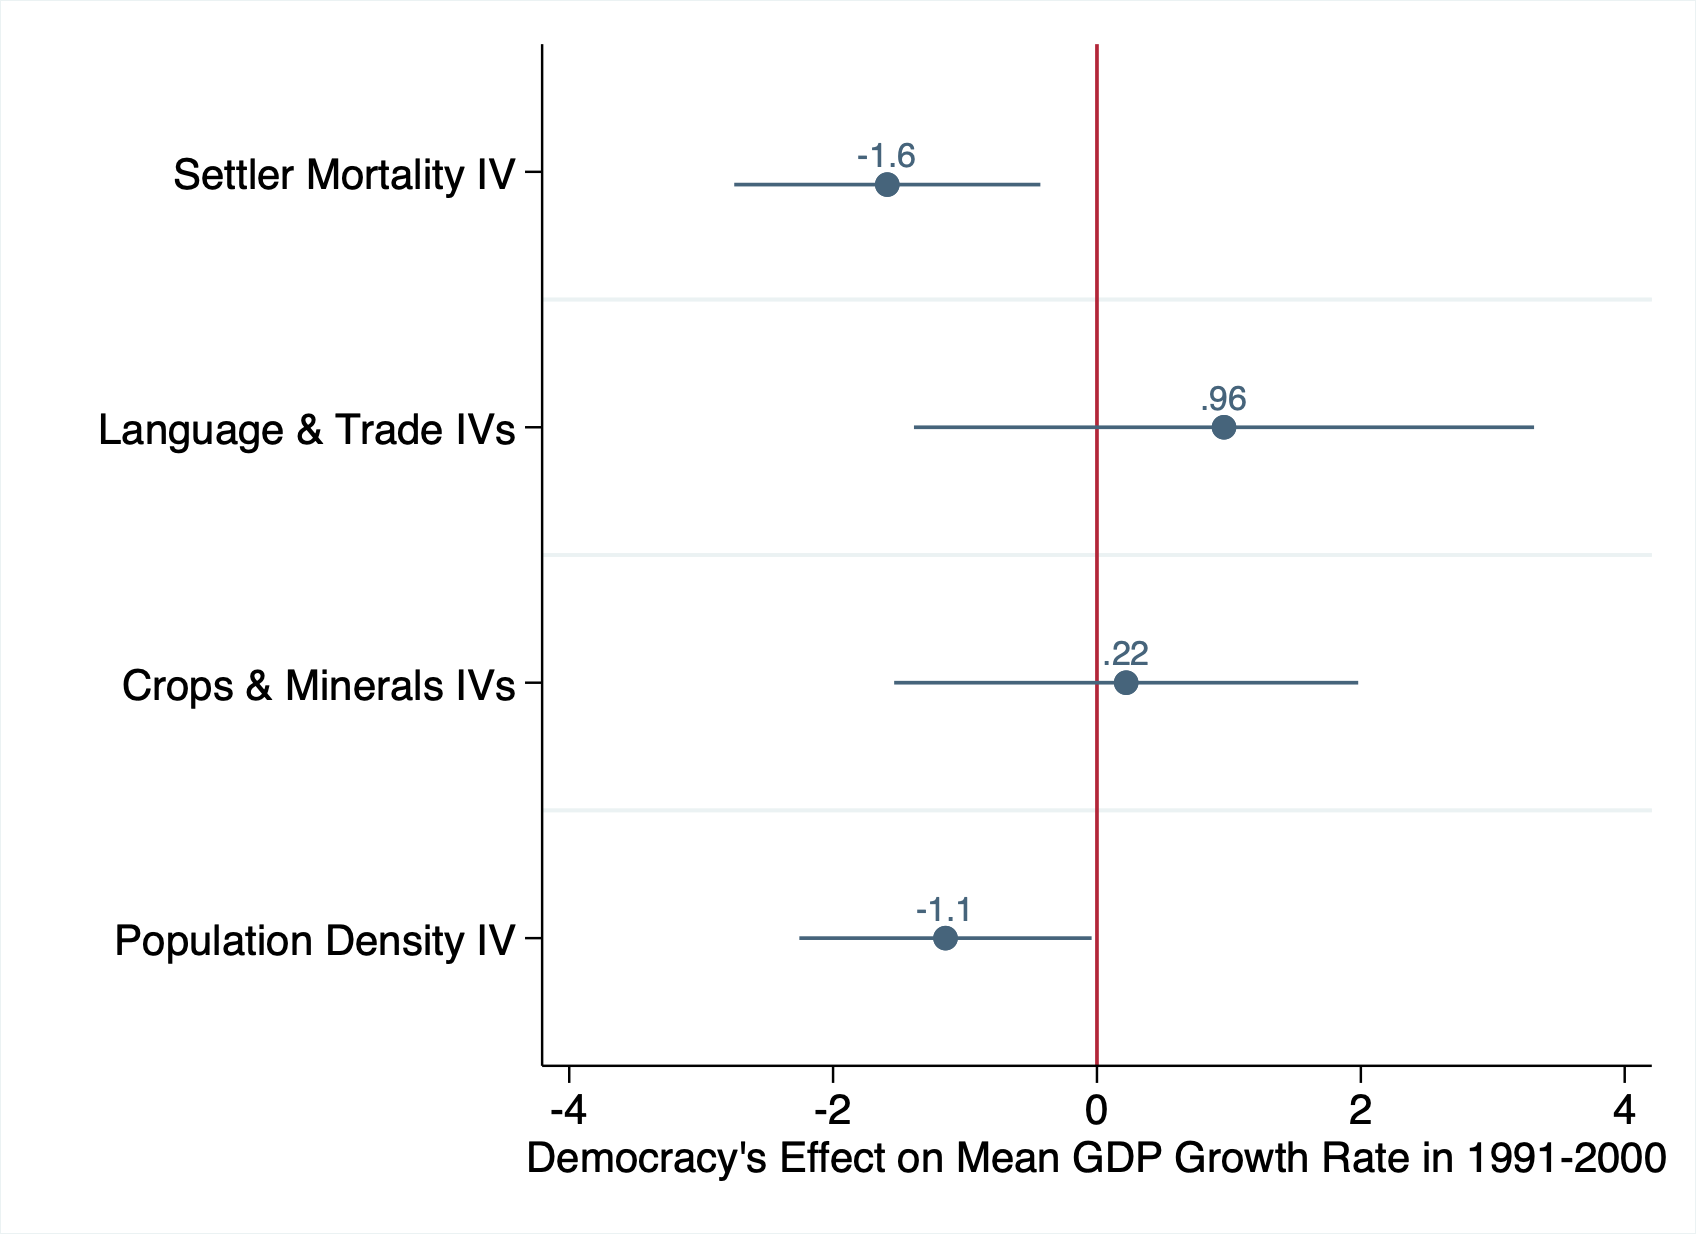 Settler Mortality IV
-1.6
Language & Trade IVs
.96
Crops & Minerals IVs
.22
Population Density IV
-1.1
-4 -2 0 2 4
Democracy's Effect on Mean GDP Growth Rate in 1991-2000